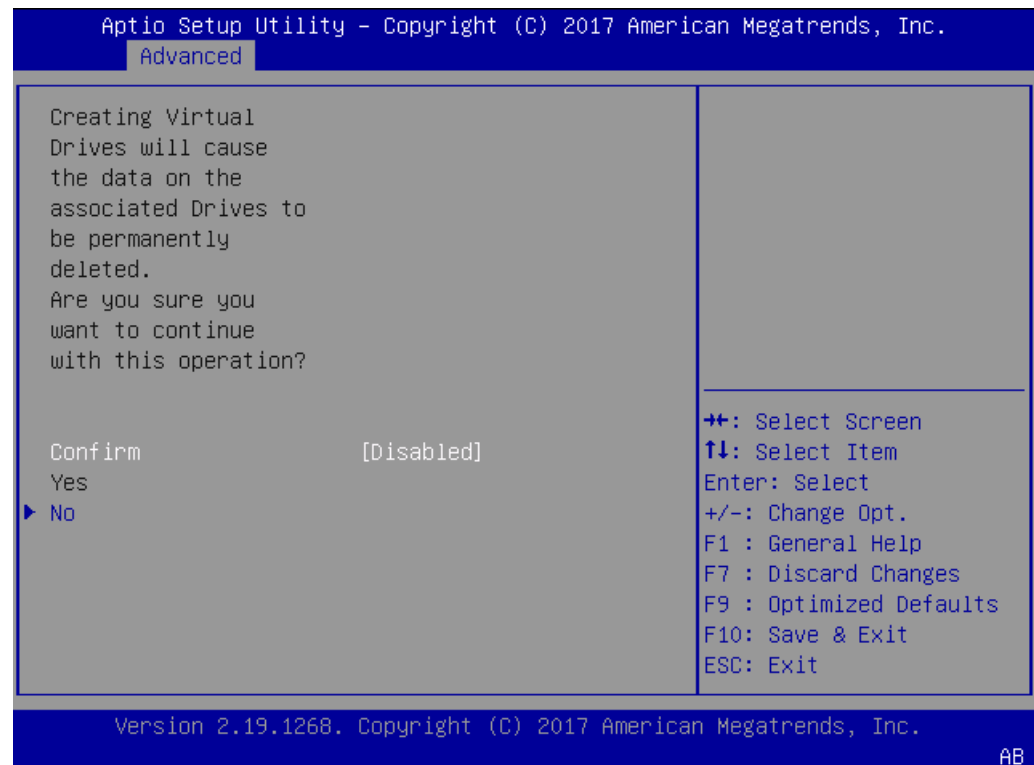 Aptio Setup Utility – Copyright (C) 2017 American Megatrends, Inc.
Advanced
Creating Virtual
Drives will cause
the data on the
associated Drives to
be permanently
deleted.
Are you sure you
want to continue
with this operation?
Confirm [Disabled]
Yes
▶ No
→←: Select Screen
↑↓: Select Item
Enter: Select
+/-: Change Opt.
F1 : General Help
F7 : Discard Changes
F9 : Optimized Defaults
F10: Save & Exit
ESC: Exit
Version 2.19.1268. Copyright (C) 2017 American Megatrends, Inc.
AB